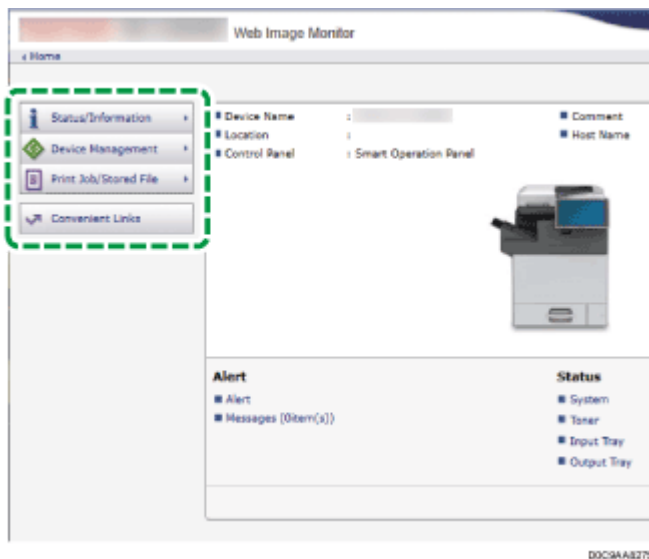 Web Image Monitor
Home
Status/Information
Device Management
Print Job/Stored File
Convenient Links
Device Name :
Location :
Control Panel : Smart Operation Panel
Comment
Host Name
Alert
Alert
Messages (0item(s))
Status
System
Toner
Input Tray
Output Tray